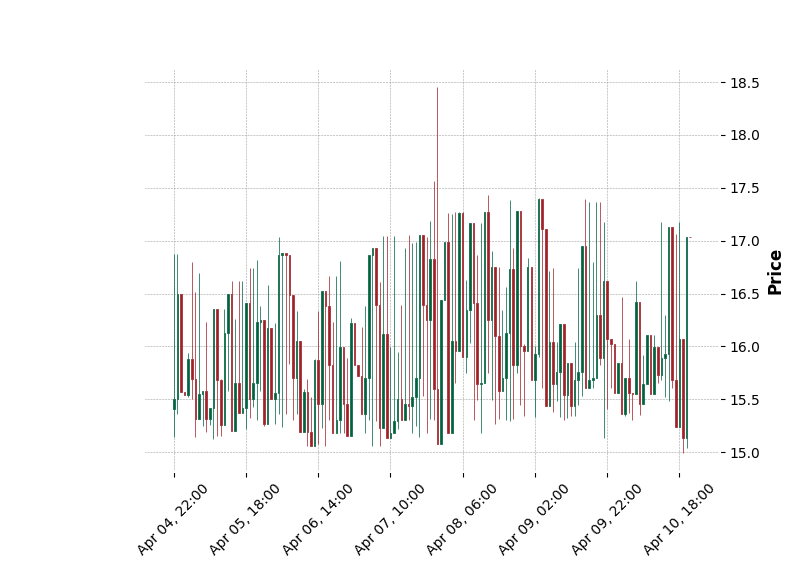 18.5
18.0
17.5
17.0
16.5
16.0
15.5
15.0
Price
Apr 04, 22:00
Apr 05, 18:00
Apr 06, 14:00
Apr 07, 10:00
Apr 08, 06:00
Apr 09, 02:00
Apr 09, 22:00
Apr 10, 18:00